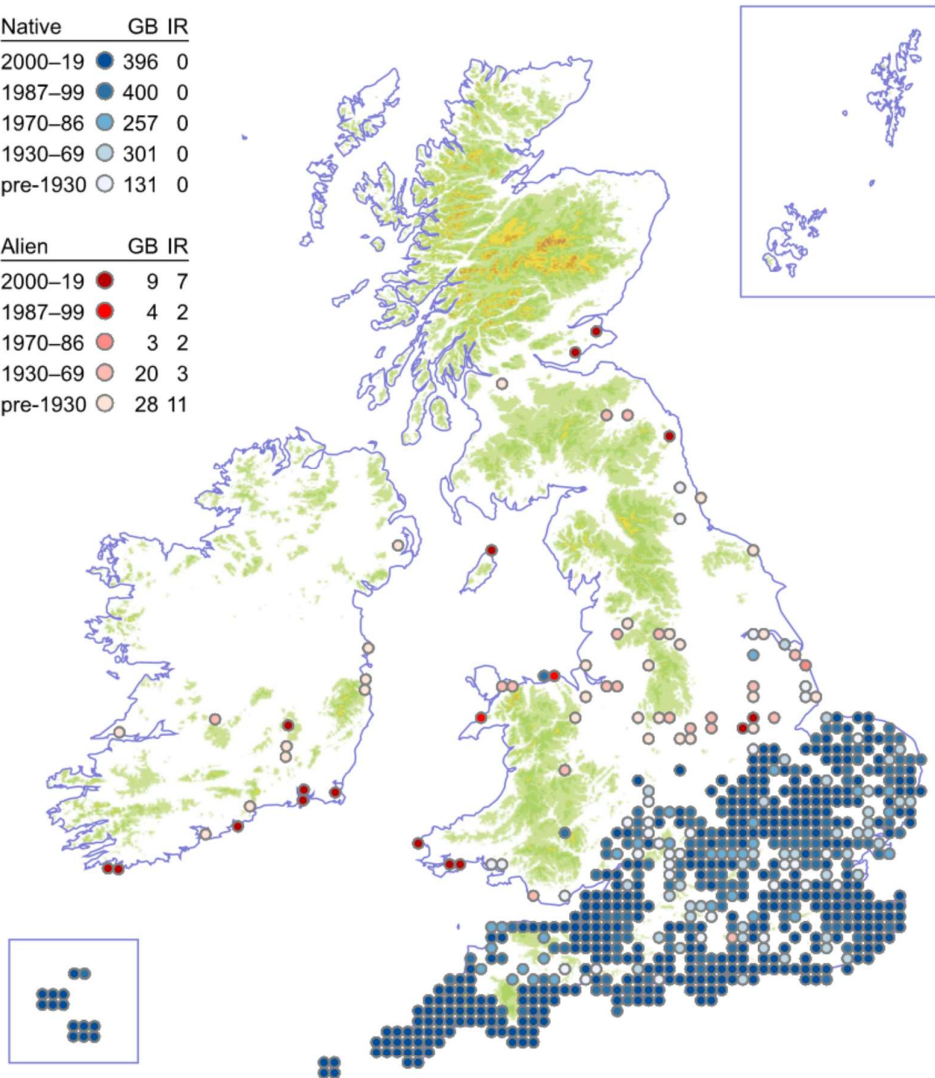 Native GB IR
2000–19 396 0
1987–99 400 0
1970–86 257 0
1930–69 301 0
pre-1930 131 0
Alien GB IR
2000–19 9 7
1987–99 4 2
1970–86 3 2
1930–69 20 3
pre-1930 28 11